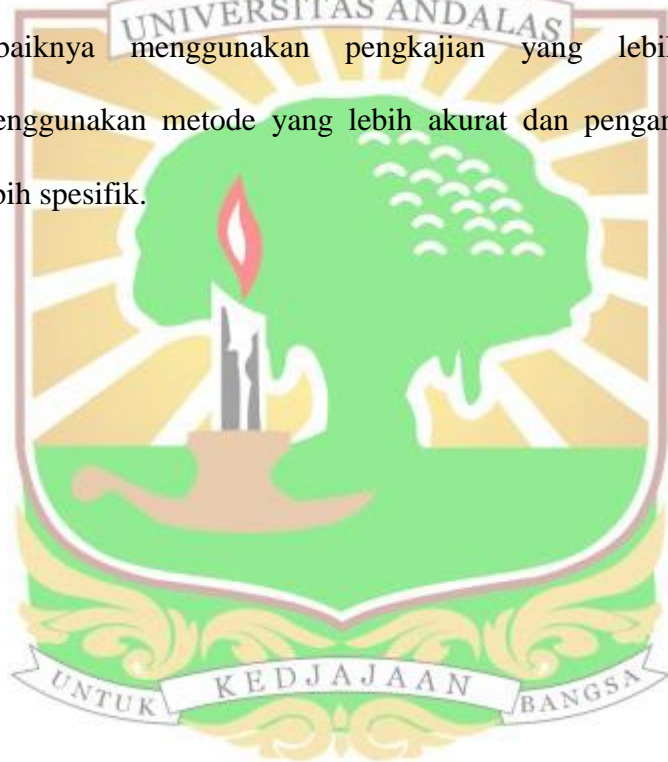 UNIVERSITAS ANDALAS
baiknya menggunakan pengkajian yang lebih
enggunakan metode yang lebih akurat dan pengan
bih spesifik.
UNTUK KEDJAJAAN BANGSA